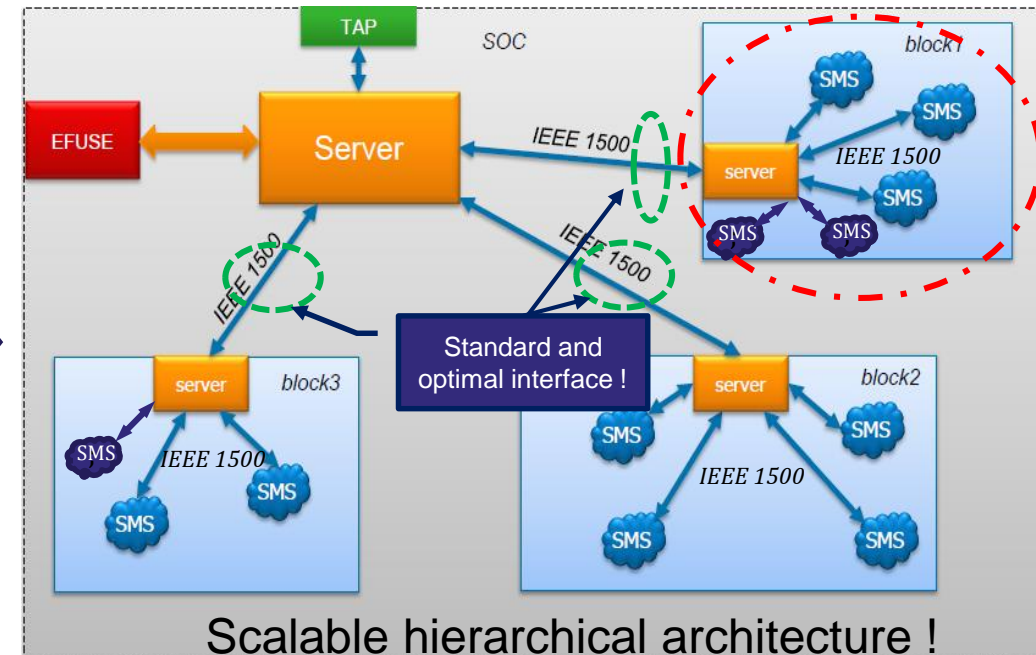 TAP
SOC
EFUSE
Server
IEEE 1500
block1
SMS
SMS
server
IEEE 1500
SMS
SMS
SMS
IEEE 1500
IEEE 1500
Standard and
optimal interface !
server
block3
SMS
IEEE 1500
SMS
SMS
server
block2
SMS
SMS
IEEE 1500
SMS
SMS
Scalable hierarchical architecture !